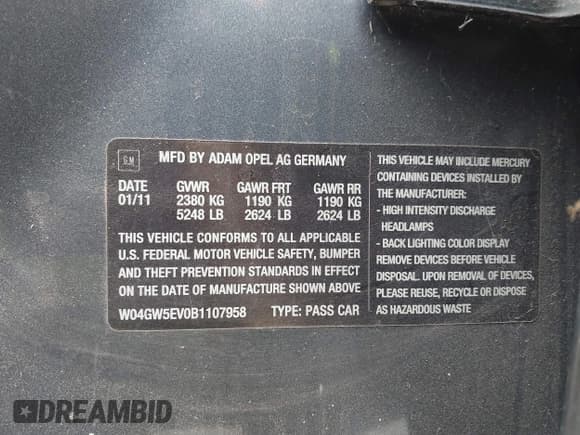 GM
MFD BY ADAM OPEL AG GERMANY
DATE GVWR GAWR FRT GAWR RR
01/11 2380 KG 1190 KG 1190 KG
5248 LB 2624 LB 2624 LB
THIS VEHICLE CONFORMS TO ALL APPLICABLE
U.S. FEDERAL MOTOR VEHICLE SAFETY, BUMPER
AND THEFT PREVENTION STANDARDS IN EFFECT
ON THE DATE OF MANUFACTURE SHOWN ABOVE
W04GW5EV0B1107958 TYPE: PASS CAR
THIS VEHICLE MAY INCLUDE MERCURY
CONTAINING DEVICES INSTALLED BY
THE MANUFACTURER:
- HIGH INTENSITY DISCHARGE
HEADLAMPS
- BACK LIGHTING COLOR DISPLAY
REMOVE DEVICES BEFORE VEHICLE
DISPOSAL. UPON REMOVAL OF DEVICES,
PLEASE REUSE, RECYCLE OR DISPOSE
AS HAZARDOUS WASTE
DREAMBID